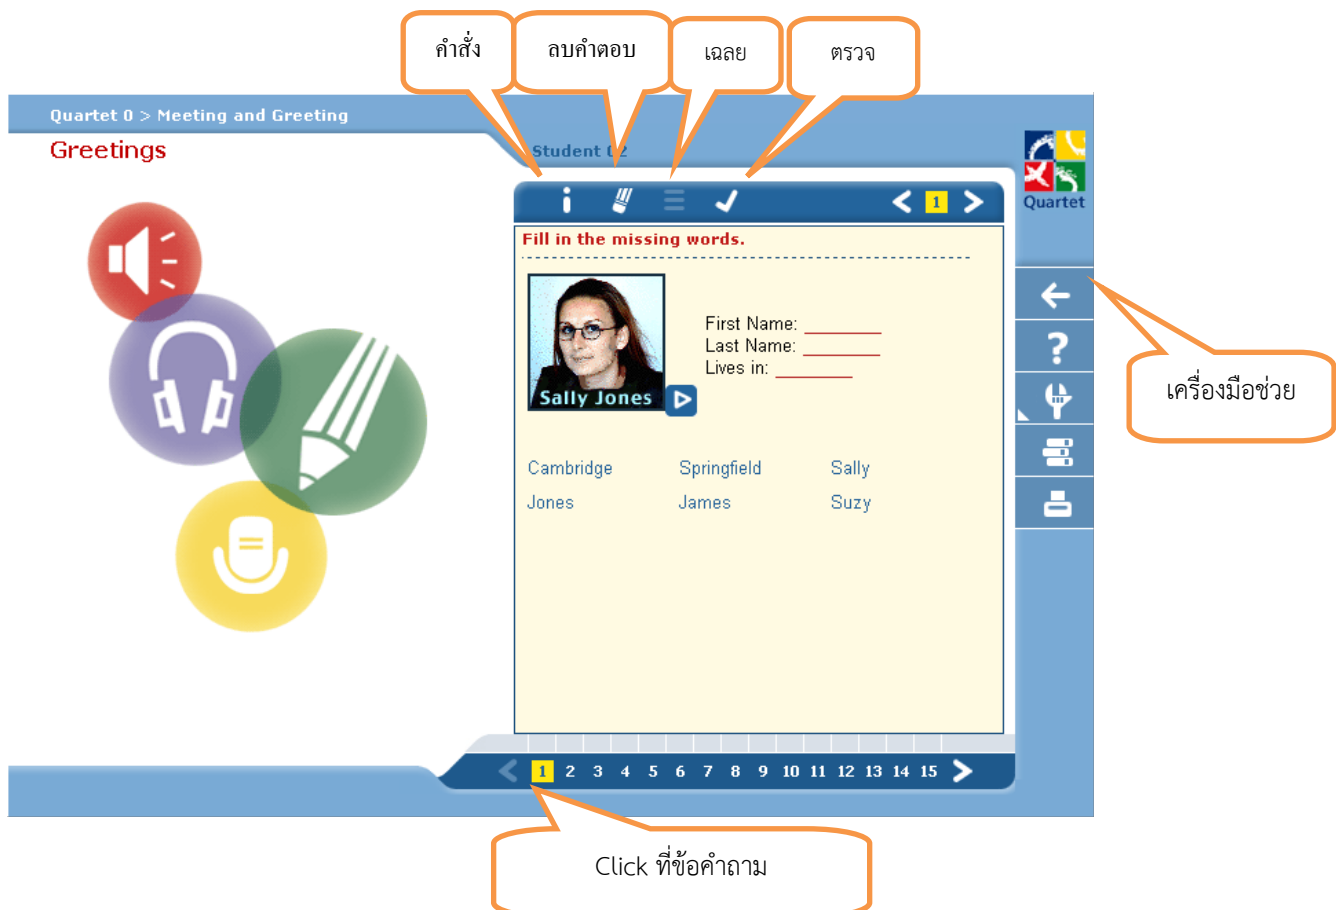 คำสั่ง
ลบคำตอบ
เฉลย
ตรวจ
Quartet 0 > Meeting and Greeting
Greetings
Student 02
1
Quartet
Fill in the missing words.
First Name:
Last Name:
Lives in:
Sally Jones
?
เครื่องมือช่วย
Cambridge Springfield Sally
Jones James Suzy
1 2 3 4 5 6 7 8 9 10 11 12 13 14 15
Click ที่ข้อคำถาม